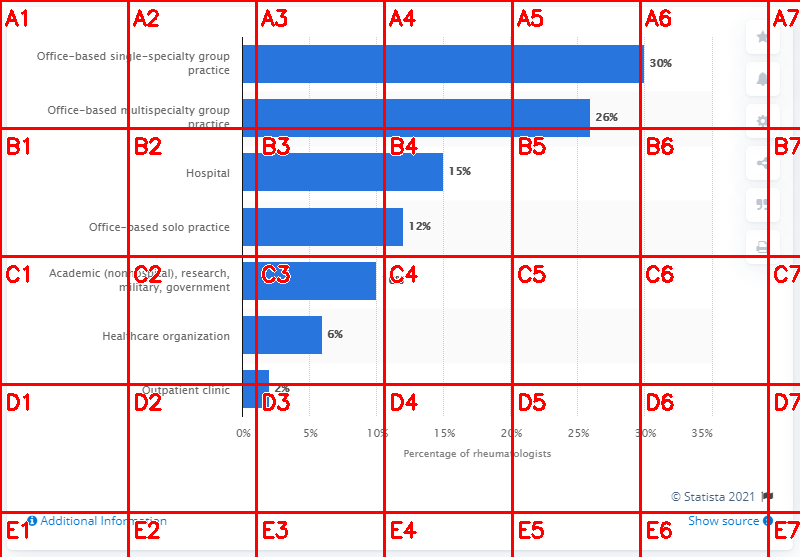 A1 A2 A3 A4 A5 A6 A7
Office-based single-specialty group
practice
30%
Office-based multispecialty group
practice
26%
B1 B2 B3 B4 B5 B6 B7
Hospital
15%
Office-based solo practice
12%
C1 C2 C3 C4 C5 C6 C7
Academic (nonhospital), research,
military, government
Healthcare organization
6%
Outpatient clinic
2%
D1 D2 D3 D4 D5 D6 D7
0% 5% 10% 15% 20% 25% 30% 35%
Percentage of rheumatologists
© Statista 2021
Additional Information
Show source
E1 E2 E3 E4 E5 E6 E7